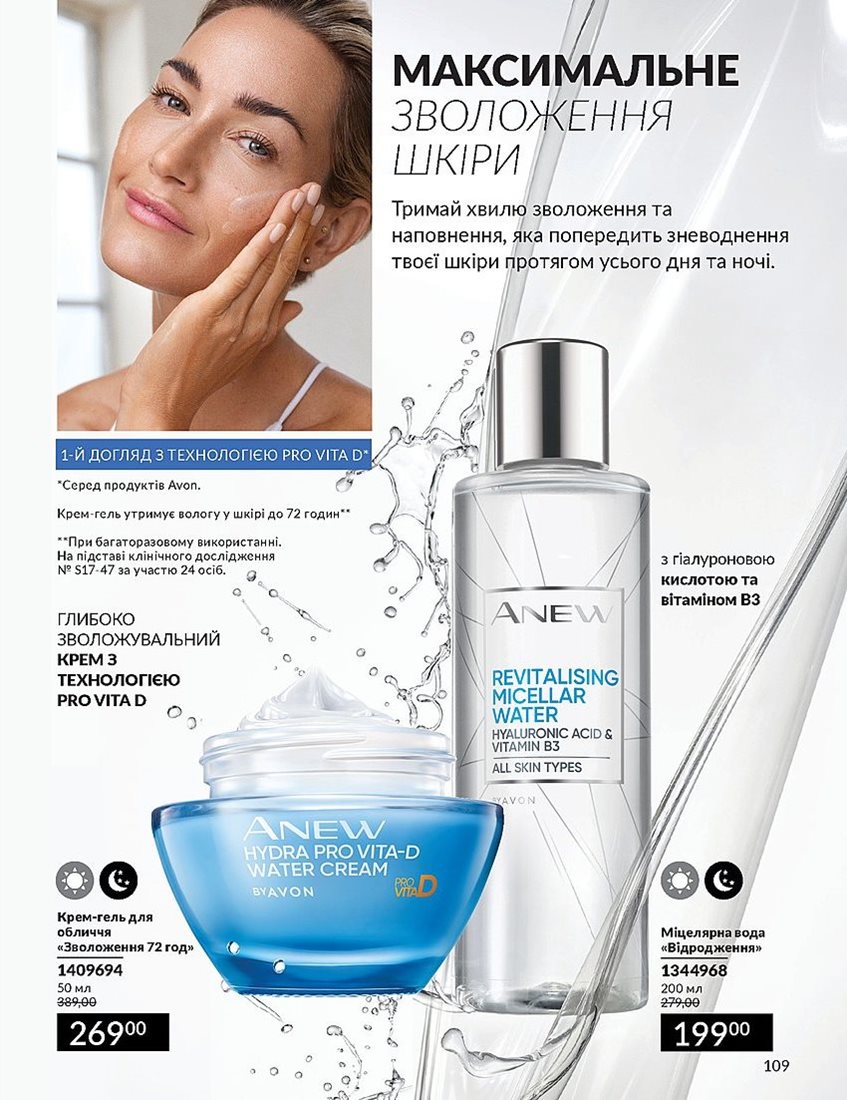 МАКСИМАЛЬНЕ
ЗВОЛОЖЕННЯ
ШКІРИ
Тримай хвилю зволоження та
наповнення, яка попередить зневоднення
твоєї шкіри протягом усього дня та ночі.
1-Й ДОГЛЯД З ТЕХНОЛОГІЄЮ PRO VITA D*
*Серед продуктів Avon.
Крем-гель утримує вологу у шкірі до 72 годин**
**При багаторазовому використанні.
На підставі клінічного дослідження
№ S17-47 за участю 24 осіб.
ГЛИБОКО
ЗВОЛОЖУВАЛЬНИЙ
КРЕМ З
ТЕХНОЛОГІЄЮ
PRO VITA D
з гіалуроновою
кислотою та
вітаміном В3
ANEW
REVITALISING
MICELLAR
WATER
HYALURONIC ACID &
VITAMIN B3
ALL SKIN TYPES
BY AVON
ANEW
HYDRA PRO VITA-D
WATER CREAM
BY AVON
PRO
VITA D
Крем-гель для
обличчя
«Зволоження 72 год»
1409694
50 мл
389,00
26900
Міцелярна вода
«Відродження»
1344968
200 мл
279,00
19900
109